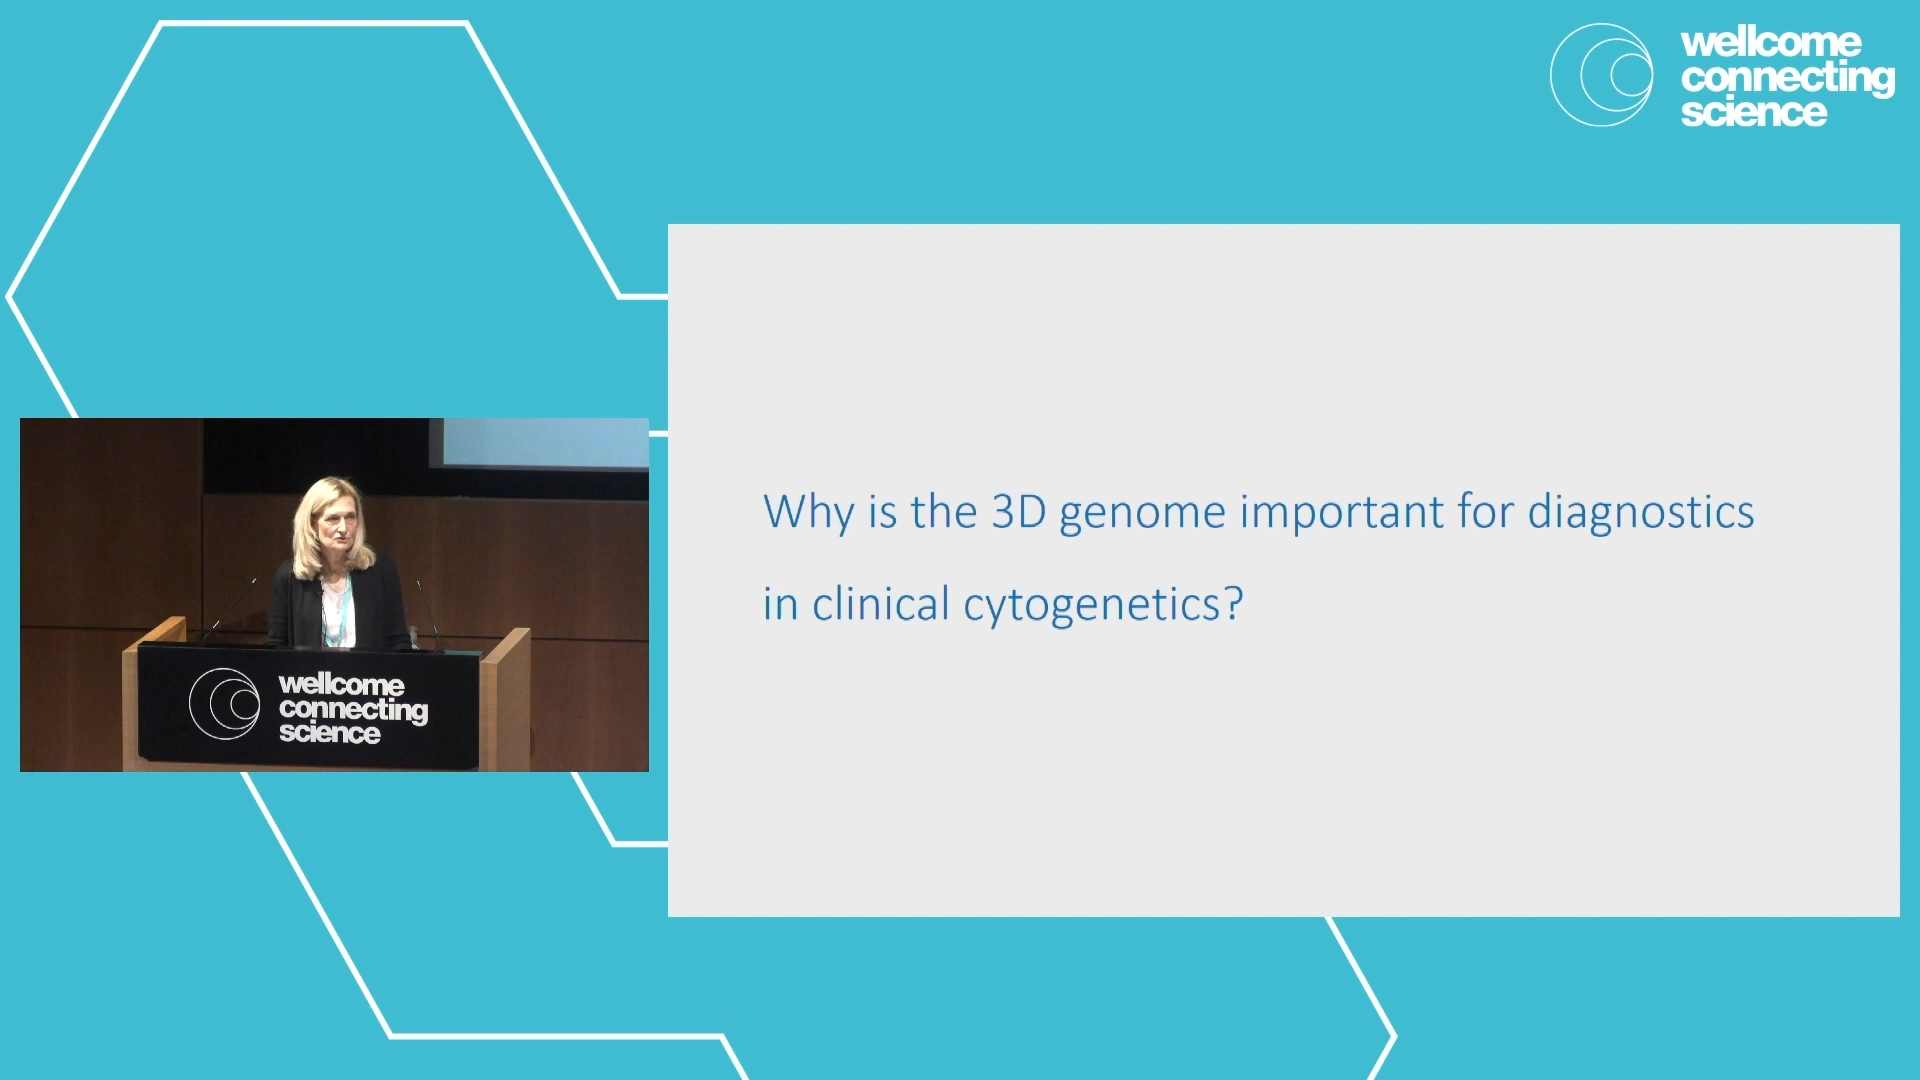 wellcome
connecting
science
Why is the 3D genome important for diagnostics
in clinical cytogenetics?
wellcome
connecting
science